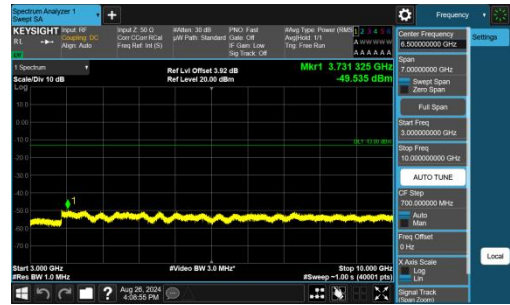 Spectrum Analyzer 1
Swept SA
+
Frequency
KEYSIGHT
Input: RF
Coupling: DC
Align: Auto
Input Z: 50 Ω
Corr CCorr RCal
Freq Ref: Int (S)
#Atten: 30 dB
µW Path: Standard
PNO: Fast
Gate: Off
IF Gain: Low
Sig Track: Off
#Avg Type: Power (RMS)
Avg|Hold: 1/1
Trig: Free Run
1 2 3 4 5 6
A W W W W W
A A A A A A
1 Spectrum
Scale/Div 10 dB
Ref Lvl Offset 3.92 dB
Ref Level 20.00 dBm
Mkr1 3.731 325 GHz
-49.535 dBm
Log
10.0
0.00
-10.0
-20.0
-30.0
-40.0
-50.0
-60.0
-70.0
1
Start 3.000 GHz
#Res BW 1.0 MHz
#Video BW 3.0 MHz*
Stop 10.000 GHz
#Sweep ~1.00 s (40001 pts)
Aug 26, 2024
4:08:55 PM
Center Frequency
6.500000000 GHz
Span
7.00000000 GHz
Swept Span
Zero Span
Full Span
Start Freq
3.000000000 GHz
Stop Freq
10.000000000 GHz
AUTO TUNE
CF Step
700.000000 MHz
Auto
Man
Freq Offset
0 Hz
X Axis Scale
Log
Lin
Signal Track
(Span Zoom)
Settings
Local